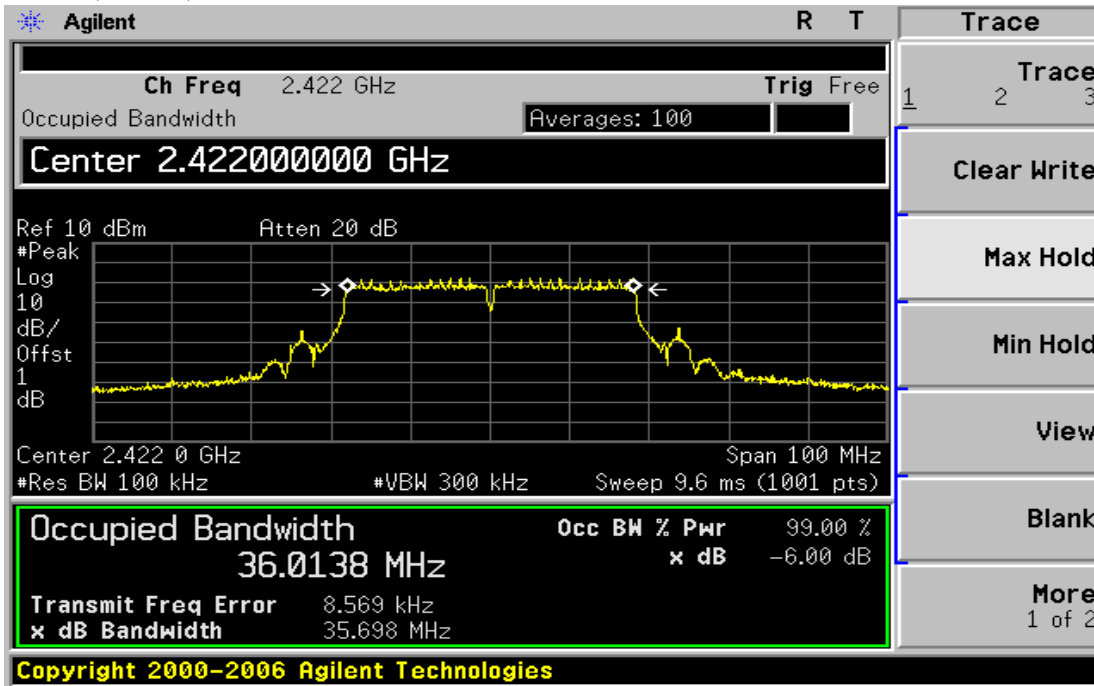 Agilent R T Trace
Ch Freq 2.422 GHz Trig Free
Occupied Bandwidth Averages: 100
Center 2.422000000 GHz
Ref 10 dBm Atten 20 dB
#Peak
Log
10
dB/
Offst
1
dB
Center 2.422 0 GHz Span 100 MHz
#Res BW 100 kHz #VBW 300 kHz Sweep 9.6 ms (1001 pts)
Occupied Bandwidth Occ BW % Pwr 99.00 %
36.0138 MHz x dB -6.00 dB
Transmit Freq Error 8.569 kHz
x dB Bandwidth 35.698 MHz
Copyright 2000-2006 Agilent Technologies
Trace
1 2 3
Clear Write
Max Hold
Min Hold
View
Blank
More
1 of 2